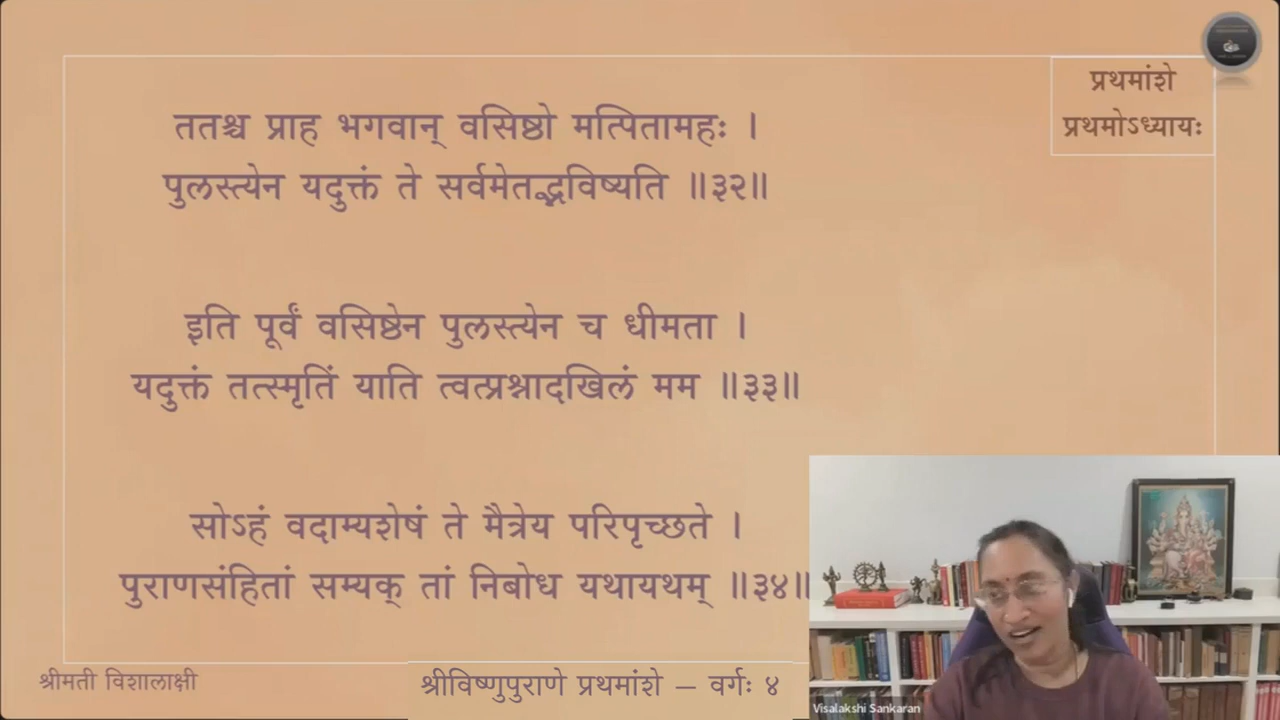 प्रथमांशे
प्रथमोऽध्यायः
ततश्च प्राह भगवान् वसिष्ठो मत्पितामहः ।
पुलस्त्येन यदुक्तं ते सर्वमेतद्भविष्यति ॥३२॥
इति पूर्वं वसिष्ठेन पुलस्त्येन च धीमता ।
यदुक्तं तत्स्मृतिं याति त्वत्प्रश्नादखिलं मम ॥३३॥
सोऽहं वदाम्यशेषं ते मैत्रेय परिपृच्छते ।
पुराणसंहितां सम्यक् तां निबोध यथायथम् ॥३४॥
श्रीमती विशालाक्षी
श्रीविष्णुपुराणे प्रथमांशे – वर्गः ४
Visalakshi Sankaran